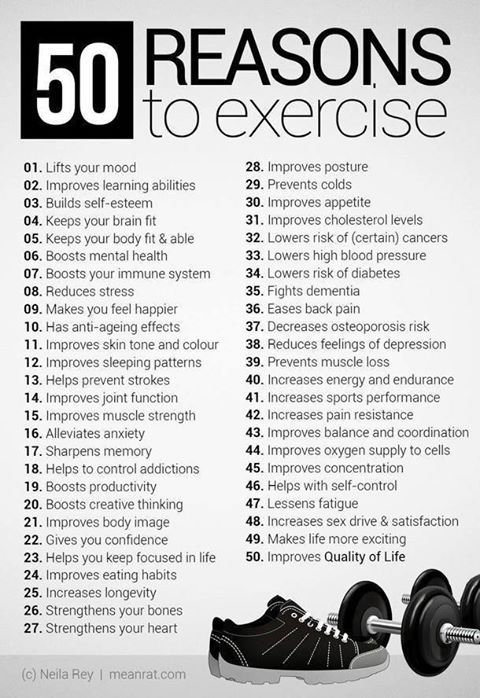 50 REASONS
to exercise
01. Lifts your mood
02. Improves learning abilities
03. Builds self-esteem
04. Keeps your brain fit
05. Keeps your body fit & able
06. Boosts mental health
07. Boosts your immune system
08. Reduces stress
09. Makes you feel happier
10. Has anti-ageing effects
11. Improves skin tone and colour
12. Improves sleeping patterns
13. Helps prevent strokes
14. Improves joint function
15. Improves muscle strength
16. Alleviates anxiety
17. Sharpens memory
18. Helps to control addictions
19. Boosts productivity
20. Boosts creative thinking
21. Improves body image
22. Gives you confidence
23. Helps you keep focused in life
24. Improves eating habits
25. Increases longevity
26. Strengthens your bones
27. Strengthens your heart
28. Improves posture
29. Prevents colds
30. Improves appetite
31. Improves cholesterol levels
32. Lowers risk of (certain) cancers
33. Lowers high blood pressure
34. Lowers risk of diabetes
35. Fights dementia
36. Eases back pain
37. Decreases osteoporosis risk
38. Reduces feelings of depression
39. Prevents muscle loss
40. Increases energy and endurance
41. Increases sports performance
42. Increases pain resistance
43. Improves balance and coordination
44. Improves oxygen supply to cells
45. Improves concentration
46. Helps with self-control
47. Lessens fatigue
48. Increases sex drive & satisfaction
49. Makes life more exciting
50. Improves Quality of Life
(c) Neila Rey | meanrat.com